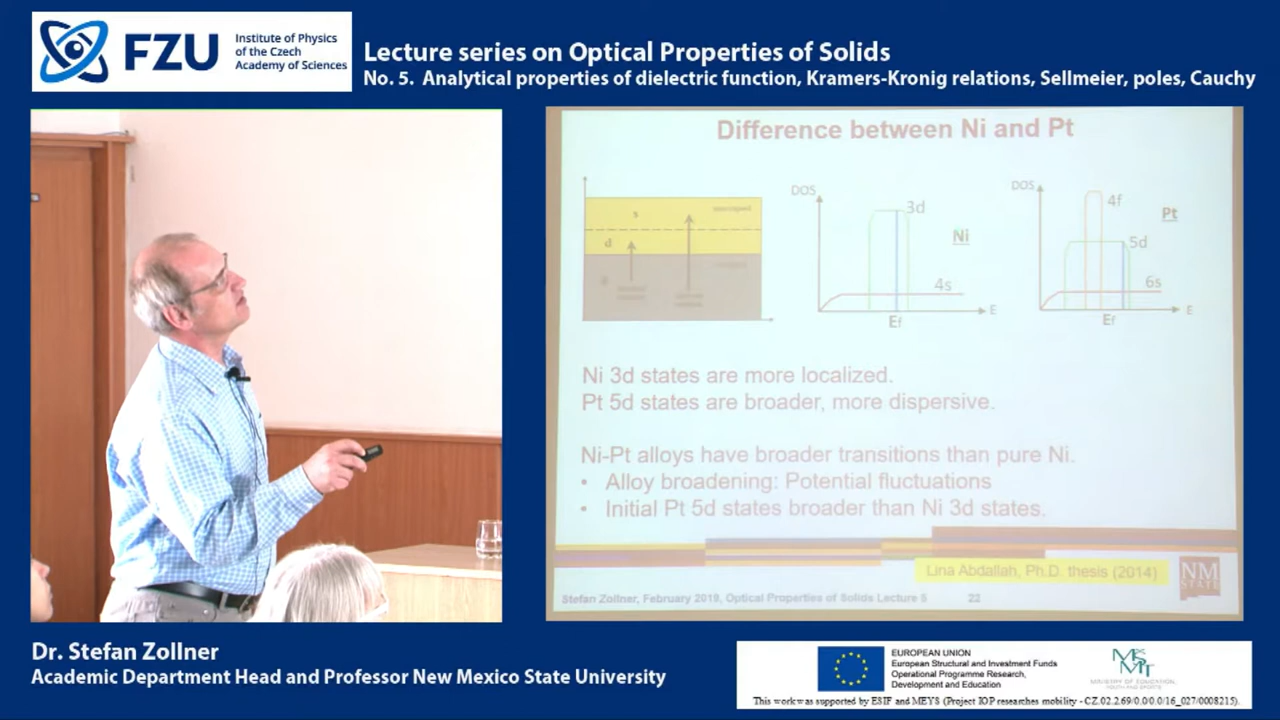 FZU
Institute of Physics
of the Czech
Academy of Sciences
Lecture series on Optical Properties of Solids
No. 5. Analytical properties of dielectric function, Kramers-Kronig relations, Sellmeier, poles, Cauchy
Difference between Ni and Pt
s
d
DOS
3d
Ni
4s
Ef
E
DOS
4f
Pt
5d
6s
Ef
E
Ni 3d states are more localized.
Pt 5d states are broader, more dispersive.
Ni-Pt alloys have broader transitions than pure Ni.
• Alloy broadening: Potential fluctuations
• Initial Pt 5d states broader than Ni 3d states.
Lina Abdallah, Ph.D. thesis (2014)
NM
STATE
Stefan Zollner, February 2019, Optical Properties of Solids Lecture 5 22
Dr. Stefan Zollner
Academic Department Head and Professor New Mexico State University
EUROPEAN UNION
European Structural and Investment Funds
Operational Programme Research,
Development and Education
MINISTRY OF EDUCATION,
YOUTH AND SPORTS
This work was supported by ESIF and MEYS (Project IOP researches mobility - CZ.02.2.69/0.0/0.0/16_027/0008215).